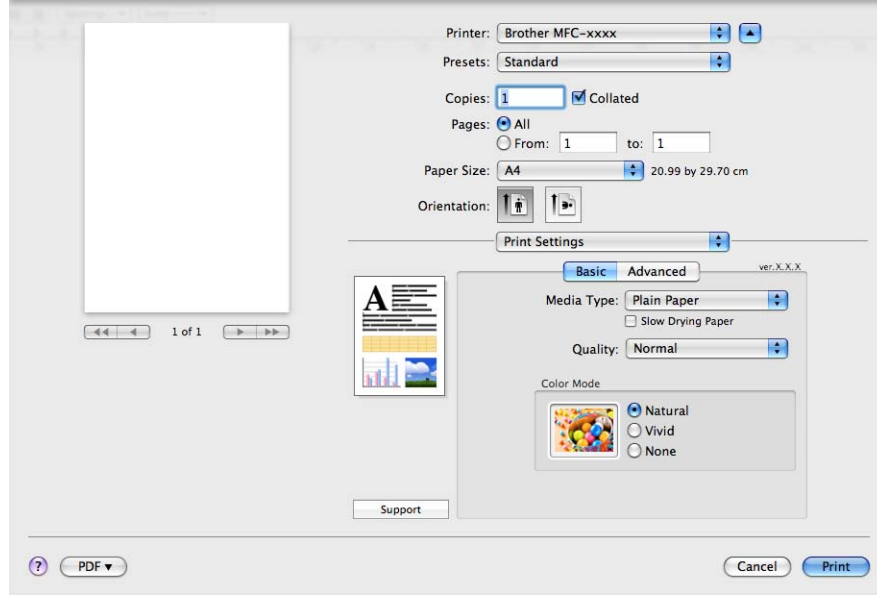 Printer: Brother MFC-xxxx
Presets: Standard
Copies: 1 Collated
Pages: All
From: 1 to: 1
Paper Size: A4 20.99 by 29.70 cm
Orientation:
Print Settings
Basic Advanced ver.X.X.X
A
Media Type: Plain Paper
1 of 1
Slow Drying Paper
Quality: Normal
Color Mode
Natural
Vivid
None
Support
? PDF▼ Cancel Print